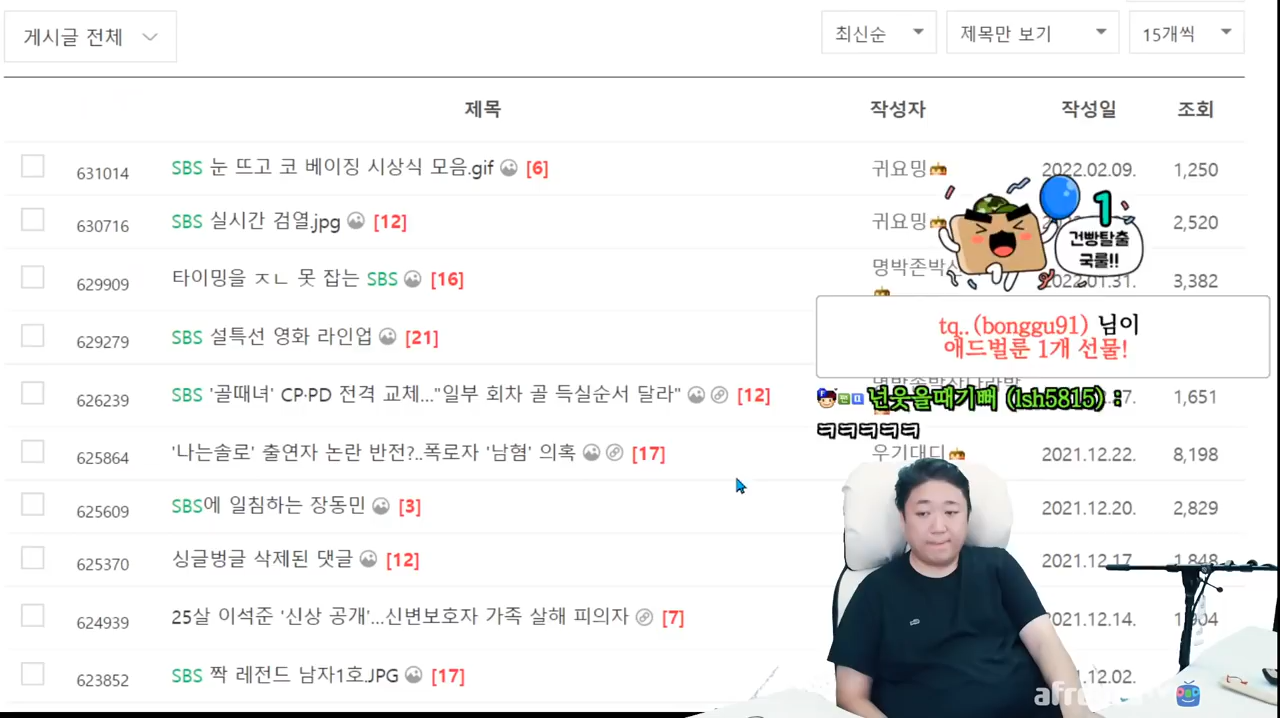 게시글 전체
최신순
제목만 보기
15개씩
제목 작성자 작성일 조회
631014 SBS 눈 뜨고 코 베이징 시상식 모음.gif [6] 귀요밍 2022.02.09. 1,250
630716 SBS 실시간 검열.jpg [12] 귀요밍 2,520
1
건빵탈출
국룰!!
629909 타이밍을 ㅈㄴ 못 잡는 SBS [16] 2022.01.31. 3,382
629279 SBS 설특선 영화 라인업 [21]
tq..(bonggu91) 님이
애드벌룬 1개 선물!
626239 SBS '골때녀' CP·PD 전격 교체..."일부 회차 골 득실순서 달라" [12] 1,651
넌웃을때기뻐 (lsh5815) :
ㅋㅋㅋㅋㅋ
625864 '나는솔로' 출연자 논란 반전?..폭로자 '남혐' 의혹 [17] 우기대디 2021.12.22. 8,198
625609 SBS에 일침하는 장동민 [3] 2021.12.20. 2,829
625370 싱글벙글 삭제된 댓글 [12] 2021.12.17. 1,848
624939 25살 이석준 '신상 공개'...신변보호자 가족 살해 피의자 [7] 2021.12.14.
623852 SBS 짝 레전드 남자1호.JPG [17]